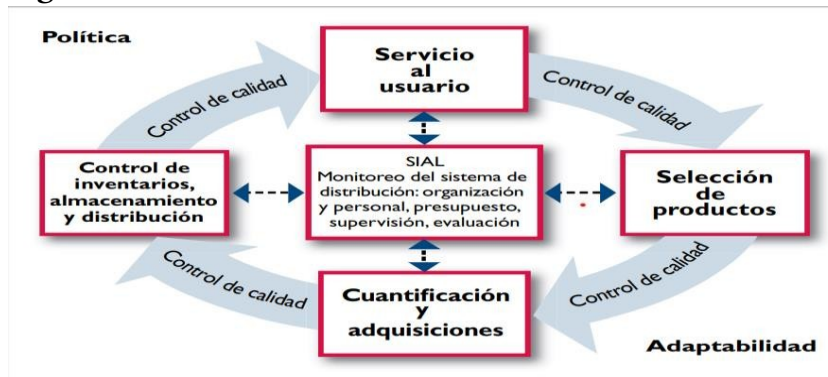 Política
Servicio
al
usuario
Control de calidad
Control de calidad
Control de
inventarios,
almacenamiento
y distribución
SIAL
Monitoreo del sistema de
distribución: organización
y personal, presupuesto,
supervisión, evaluación
Selección
de
productos
Control de calidad
Control de calidad
Cuantificación
y
adquisiciones
Adaptabilidad